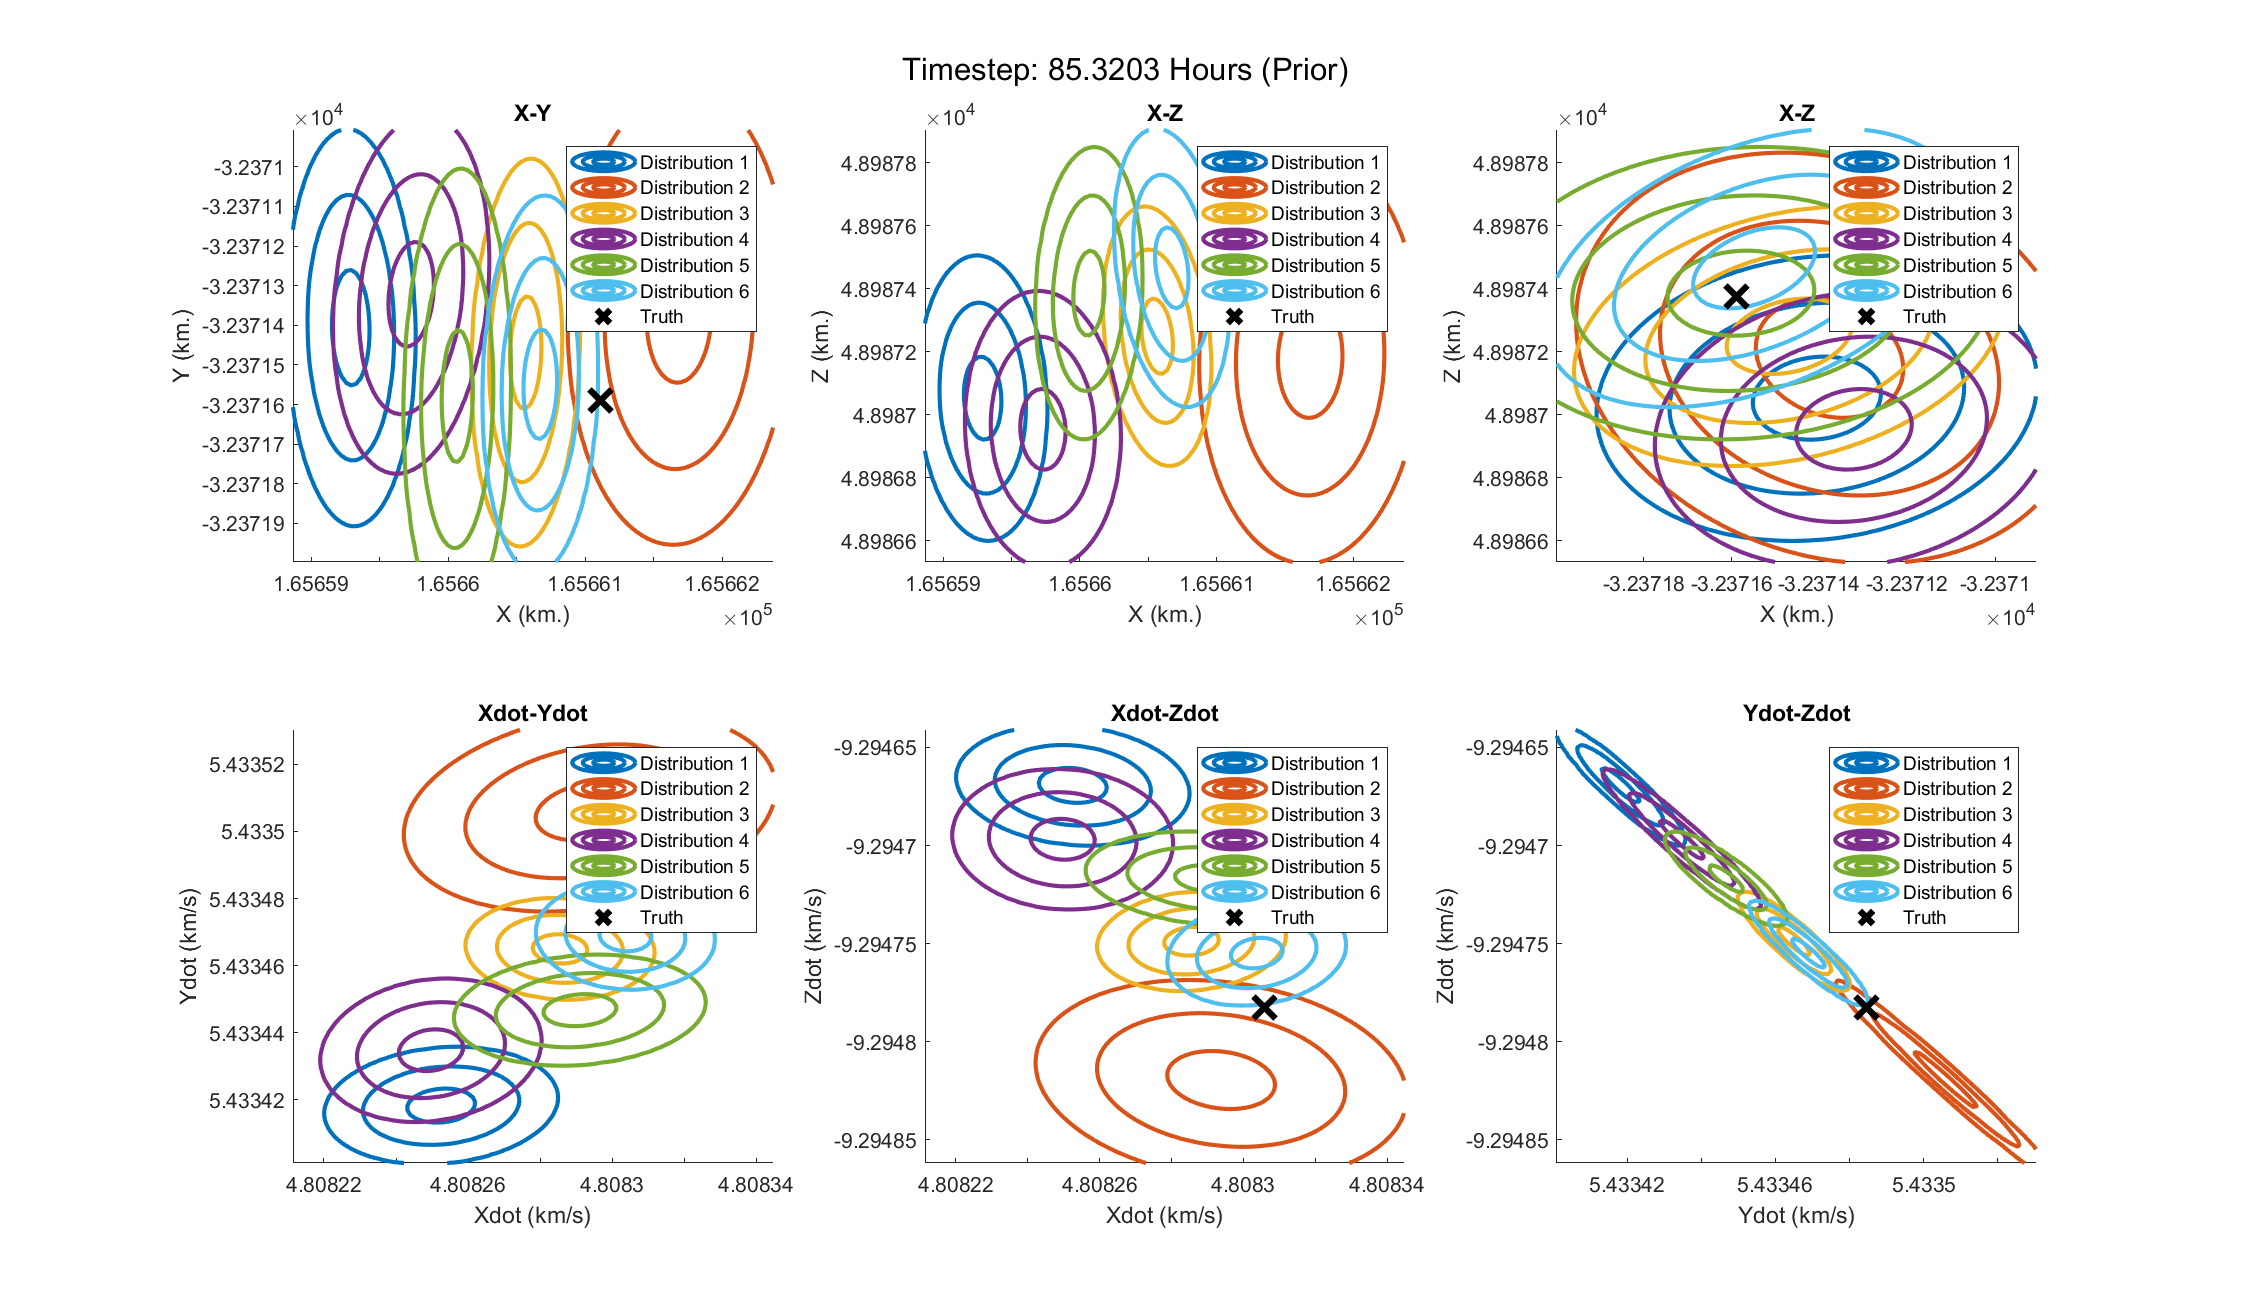 Timestep: 85.3203 Hours (Prior)
X-Y
×10⁴
-3.2371
-3.23711
-3.23712
-3.23713
-3.23714
-3.23715
-3.23716
-3.23717
-3.23718
-3.23719
Y (km.)
1.65659 1.6566 1.65661 1.65662
X (km.)
×10⁵
Distribution 1
Distribution 2
Distribution 3
Distribution 4
Distribution 5
Distribution 6
Truth
X-Z
×10⁴
4.89878
4.89876
4.89874
4.89872
4.8987
4.89868
4.89866
Z (km.)
1.65659 1.6566 1.65661 1.65662
X (km.)
×10⁵
Distribution 1
Distribution 2
Distribution 3
Distribution 4
Distribution 5
Distribution 6
Truth
X-Z
×10⁴
4.89878
4.89876
4.89874
4.89872
4.8987
4.89868
4.89866
Z (km.)
-3.23718 -3.23716 -3.23714 -3.23712 -3.2371
X (km.)
×10⁴
Distribution 1
Distribution 2
Distribution 3
Distribution 4
Distribution 5
Distribution 6
Truth
Xdot-Ydot
5.43352
5.4335
5.43348
5.43346
5.43344
5.43342
Ydot (km/s)
4.80822 4.80826 4.8083 4.80834
Xdot (km/s)
Distribution 1
Distribution 2
Distribution 3
Distribution 4
Distribution 5
Distribution 6
Truth
Xdot-Zdot
-9.29465
-9.2947
-9.29475
-9.2948
-9.29485
Zdot (km/s)
4.80822 4.80826 4.8083 4.80834
Xdot (km/s)
Distribution 1
Distribution 2
Distribution 3
Distribution 4
Distribution 5
Distribution 6
Truth
Ydot-Zdot
-9.29465
-9.2947
-9.29475
-9.2948
-9.29485
Zdot (km/s)
5.43342 5.43346 5.4335
Ydot (km/s)
Distribution 1
Distribution 2
Distribution 3
Distribution 4
Distribution 5
Distribution 6
Truth